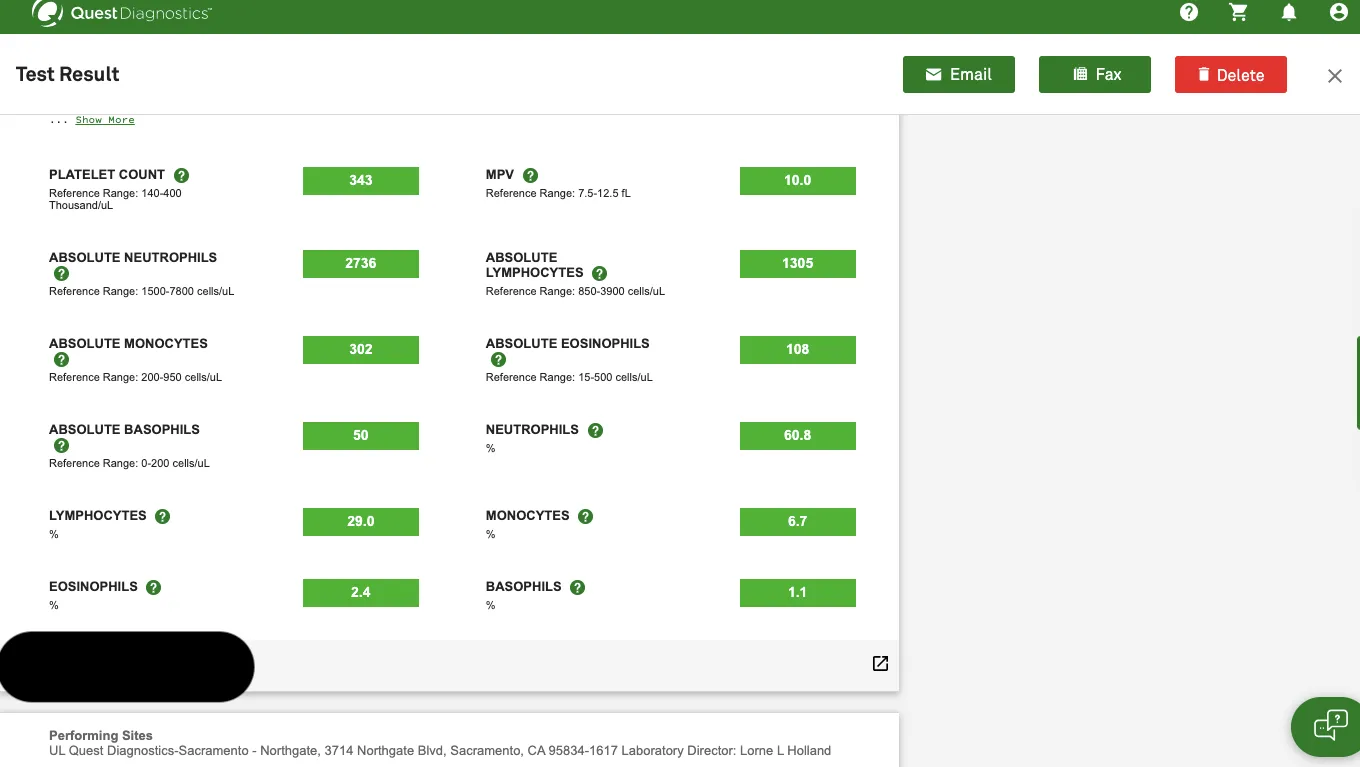 Quest Diagnostics™
Test Result
Email
Fax
Delete
... Show More
PLATELET COUNT ?
343
Reference Range: 140-400
Thousand/uL
MPV ?
10.0
Reference Range: 7.5-12.5 fL
ABSOLUTE NEUTROPHILS
?
2736
Reference Range: 1500-7800 cells/uL
ABSOLUTE
LYMPHOCYTES ?
1305
Reference Range: 850-3900 cells/uL
ABSOLUTE MONOCYTES
?
302
Reference Range: 200-950 cells/uL
ABSOLUTE EOSINOPHILS
?
108
Reference Range: 15-500 cells/uL
ABSOLUTE BASOPHILS
?
50
Reference Range: 0-200 cells/uL
NEUTROPHILS ?
60.8
%
LYMPHOCYTES ?
29.0
%
MONOCYTES ?
6.7
%
EOSINOPHILS ?
2.4
%
BASOPHILS ?
1.1
%
Performing Sites
UL Quest Diagnostics-Sacramento - Northgate, 3714 Northgate Blvd, Sacramento, CA 95834-1617 Laboratory Director: Lorne L Holland